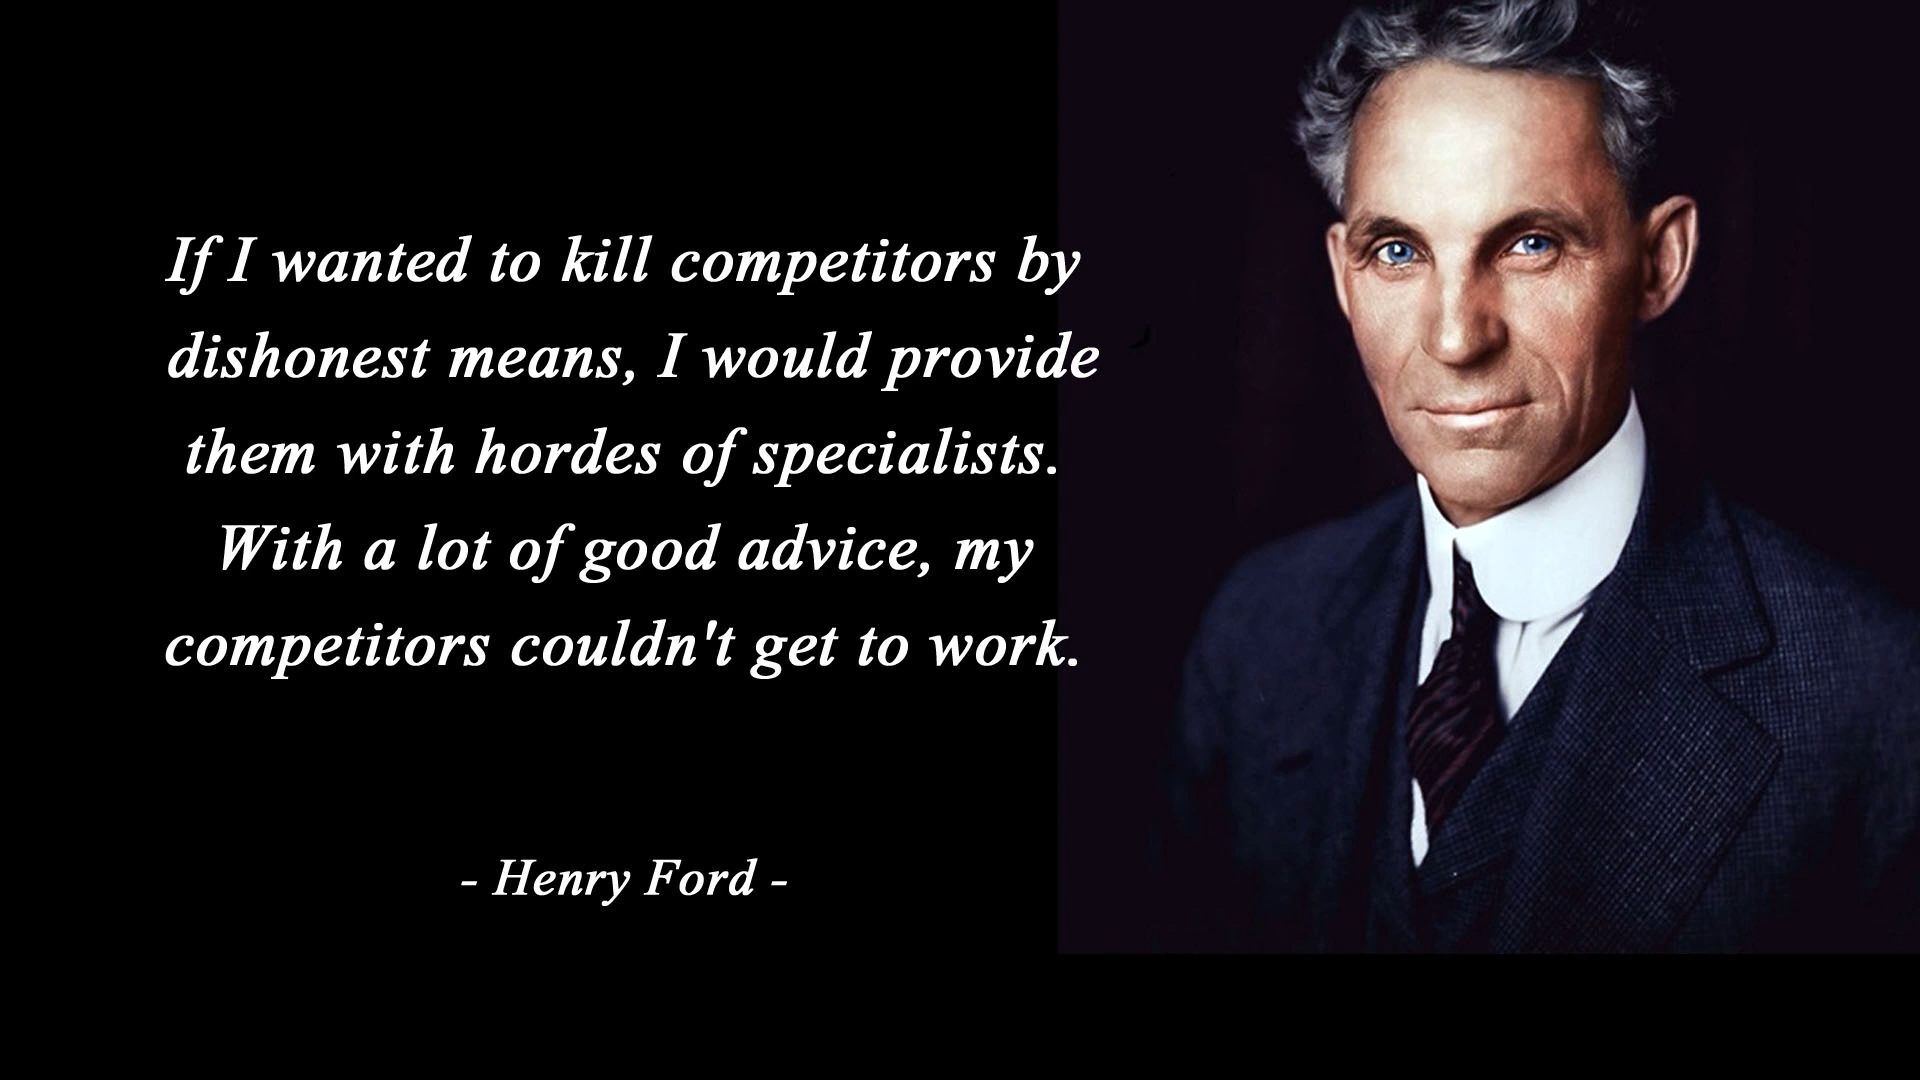 If I wanted to kill competitors by
dishonest means, I would provide
them with hordes of specialists.
With a lot of good advice, my
competitors couldn't get to work.
- Henry Ford -